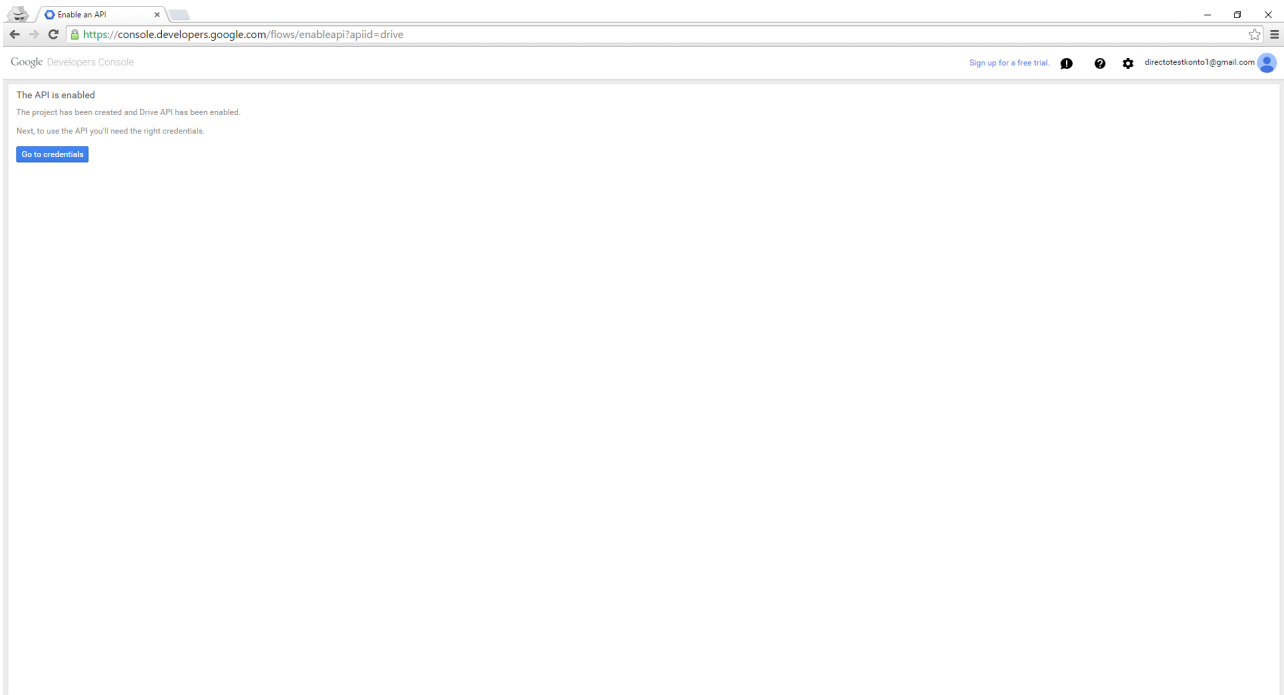 Enable an API
https://console.developers.google.com/flows/enableapi?apiid=drive
Google Developers Console
Sign up for a free trial.
directotestkonto1@gmail.com
The API is enabled
The project has been created and Drive API has been enabled.
Next, to use the API you'll need the right credentials.
Go to credentials